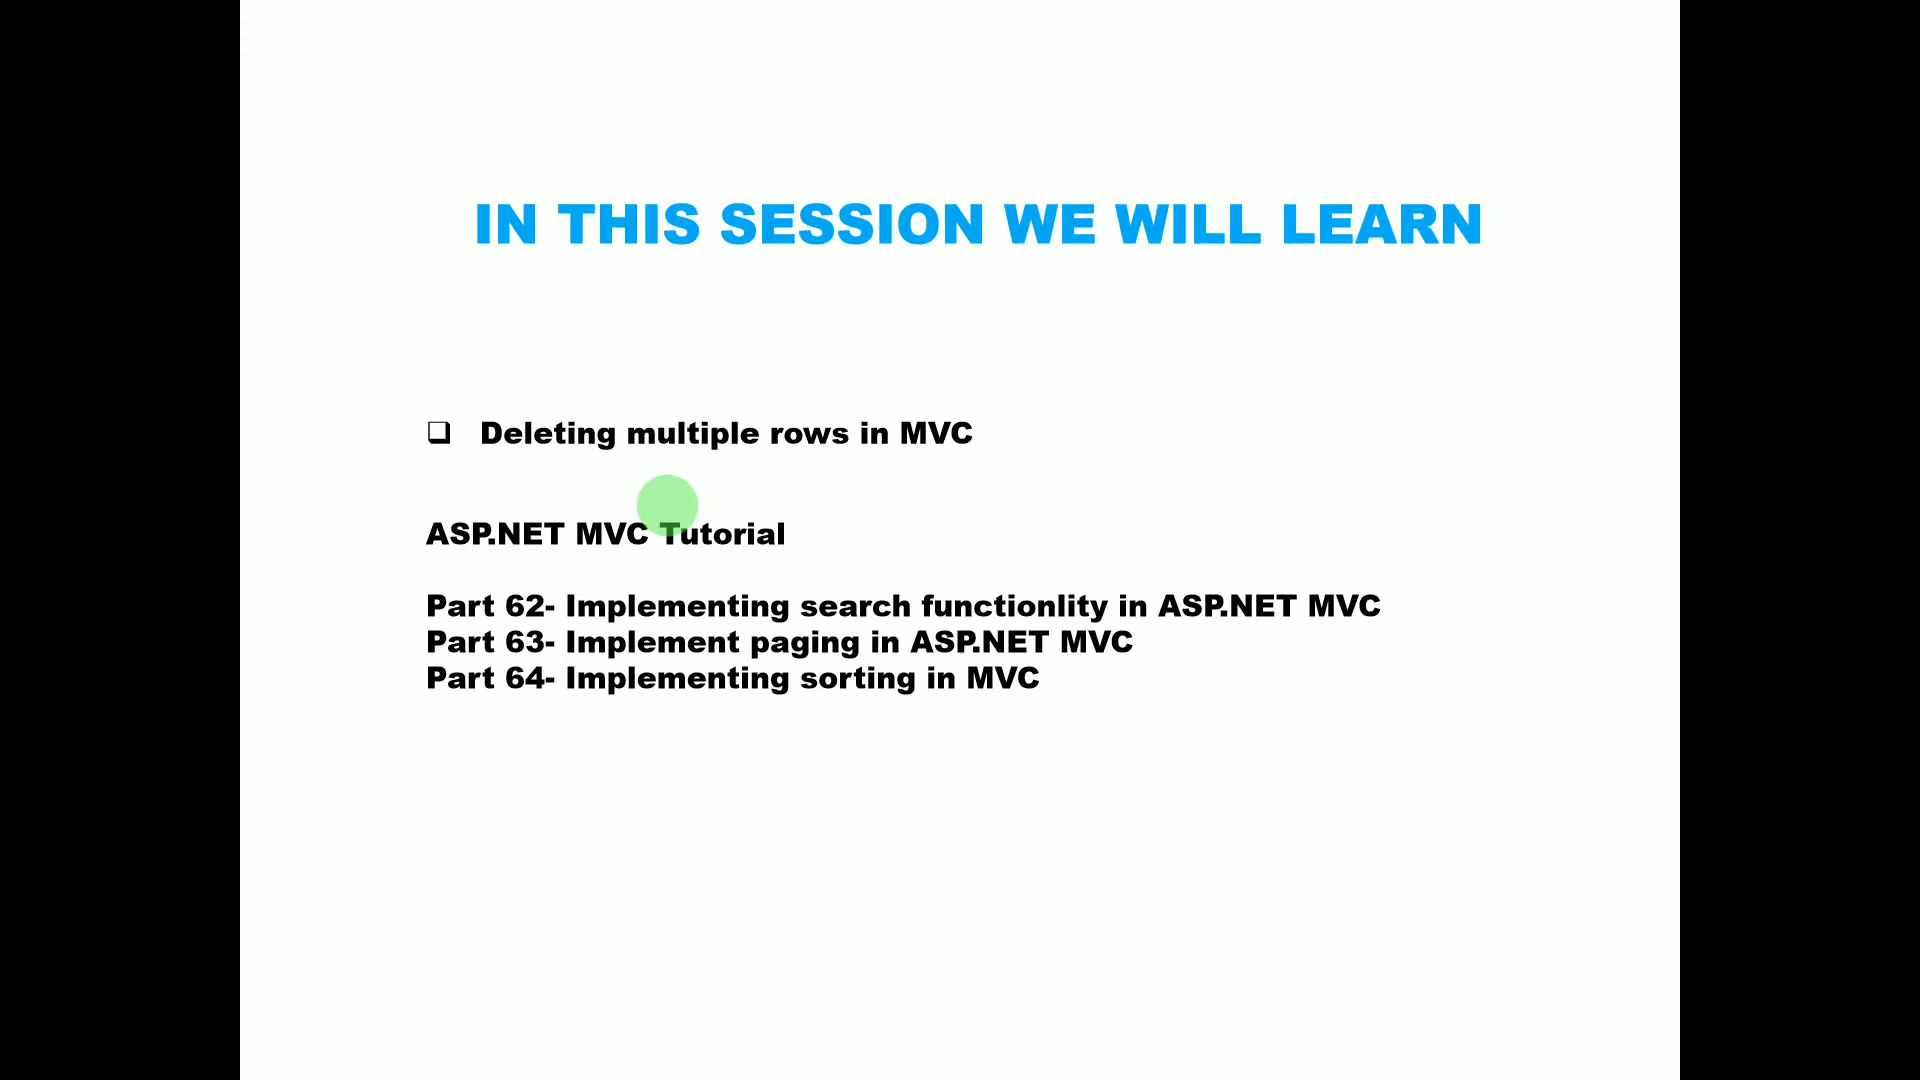 IN THIS SESSION WE WILL LEARN
❑ Deleting multiple rows in MVC
ASP.NET MVC Tutorial
Part 62- Implementing search functionlity in ASP.NET MVC
Part 63- Implement paging in ASP.NET MVC
Part 64- Implementing sorting in MVC